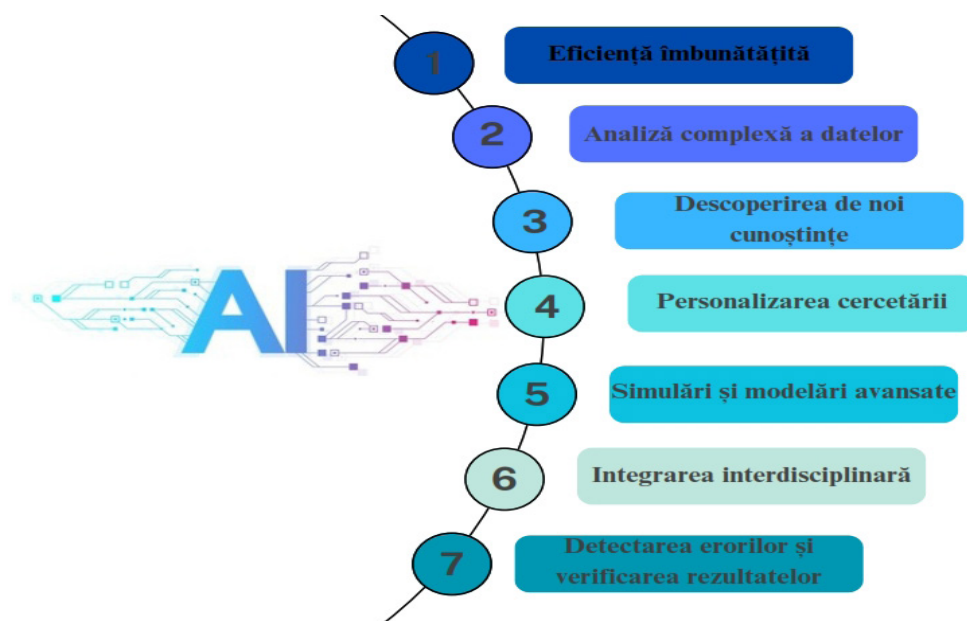 1
Eficiență îmbunătățită
2
Analiză complexă a datelor
3
Descoperirea de noi
cunoștințe
AI
4
Personalizarea cercetării
5
Simulări și modelări avansate
6
Integrarea interdisciplinară
7
Detectarea erorilor și
verificarea rezultatelor